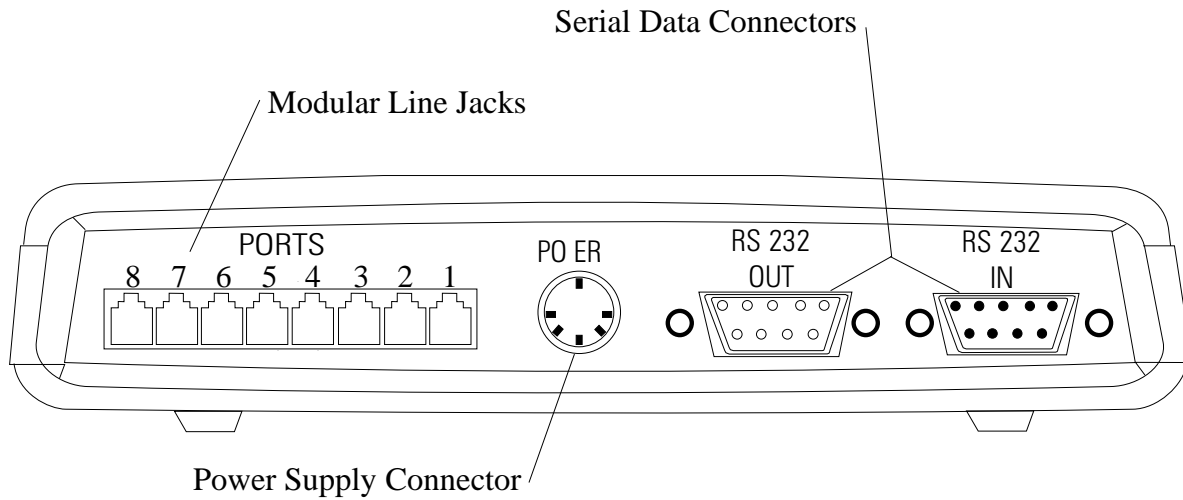 Serial Data Connectors
Modular Line Jacks
PORTS
8 7 6 5 4 3 2 1
PO ER
RS 232
OUT
RS 232
IN
Power Supply Connector